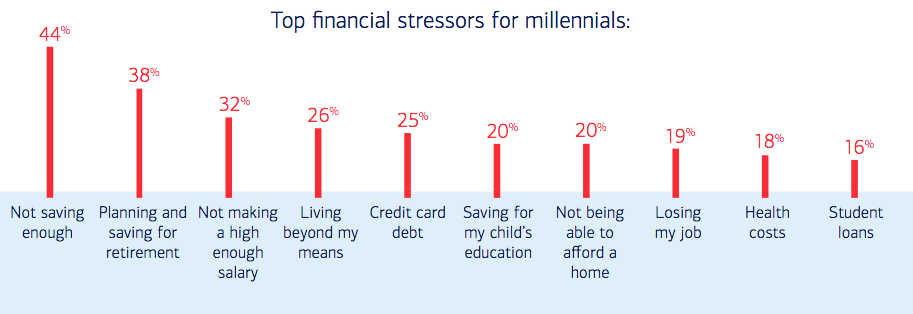 Top financial stressors for millennials:
44%
38%
32%
26%
25%
20%
20%
19%
18%
16%
Not saving
enough
Planning and
saving for
retirement
Not making
a high
enough
salary
Living
beyond my
means
Credit card
debt
Saving for
my child's
education
Not being
able to
afford a
home
Losing
my job
Health
costs
Student
loans